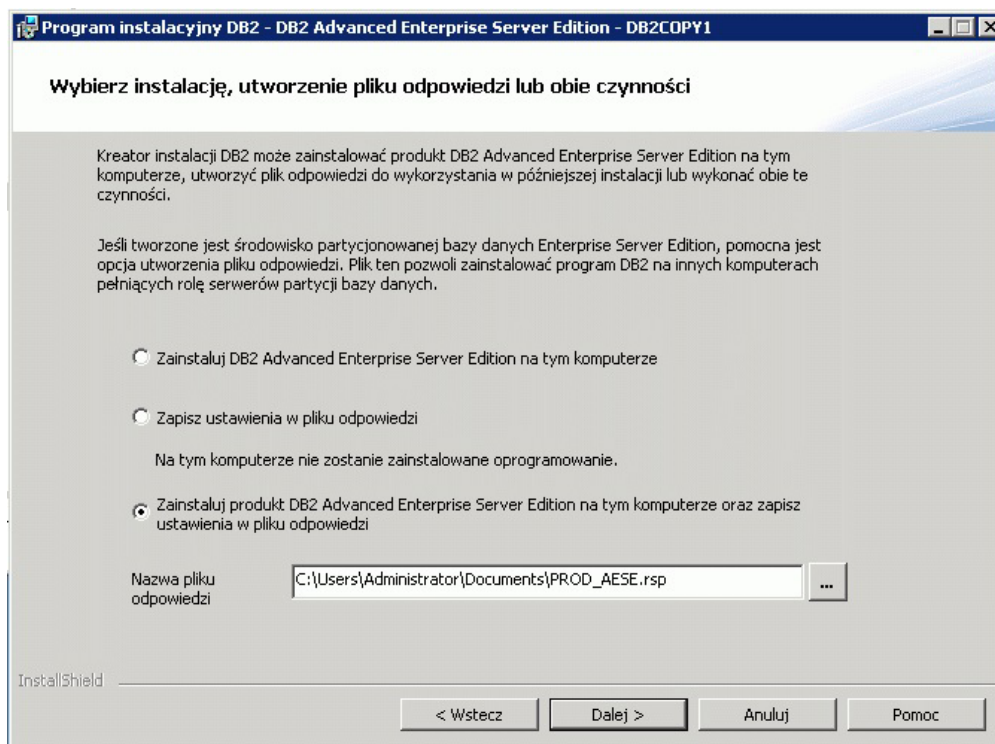 Program instalacyjny DB2 - DB2 Advanced Enterprise Server Edition - DB2COPY1
Wybierz instalację, utworzenie pliku odpowiedzi lub obie czynności
Kreator instalacji DB2 może zainstalować produkt DB2 Advanced Enterprise Server Edition na tym
komputerze, utworzyć plik odpowiedzi do wykorzystania w późniejszej instalacji lub wykonać obie te
czynności.
Jeśli tworzone jest środowisko partycjonowanej bazy danych Enterprise Server Edition, pomocna jest
opcja utworzenia pliku odpowiedzi. Plik ten pozwoli zainstalować program DB2 na innych komputerach
pełniących rolę serwerów partycji bazy danych.
Zainstaluj DB2 Advanced Enterprise Server Edition na tym komputerze
Zapisz ustawienia w pliku odpowiedzi
Na tym komputerze nie zostanie zainstalowane oprogramowanie.
Zainstaluj produkt DB2 Advanced Enterprise Server Edition na tym komputerze oraz zapisz
ustawienia w pliku odpowiedzi
Nazwa pliku
odpowiedzi
C:\Users\Administrator\Documents\PROD_AESE.rsp
...
InstallShield
< Wstecz
Dalej >
Anuluj
Pomoc